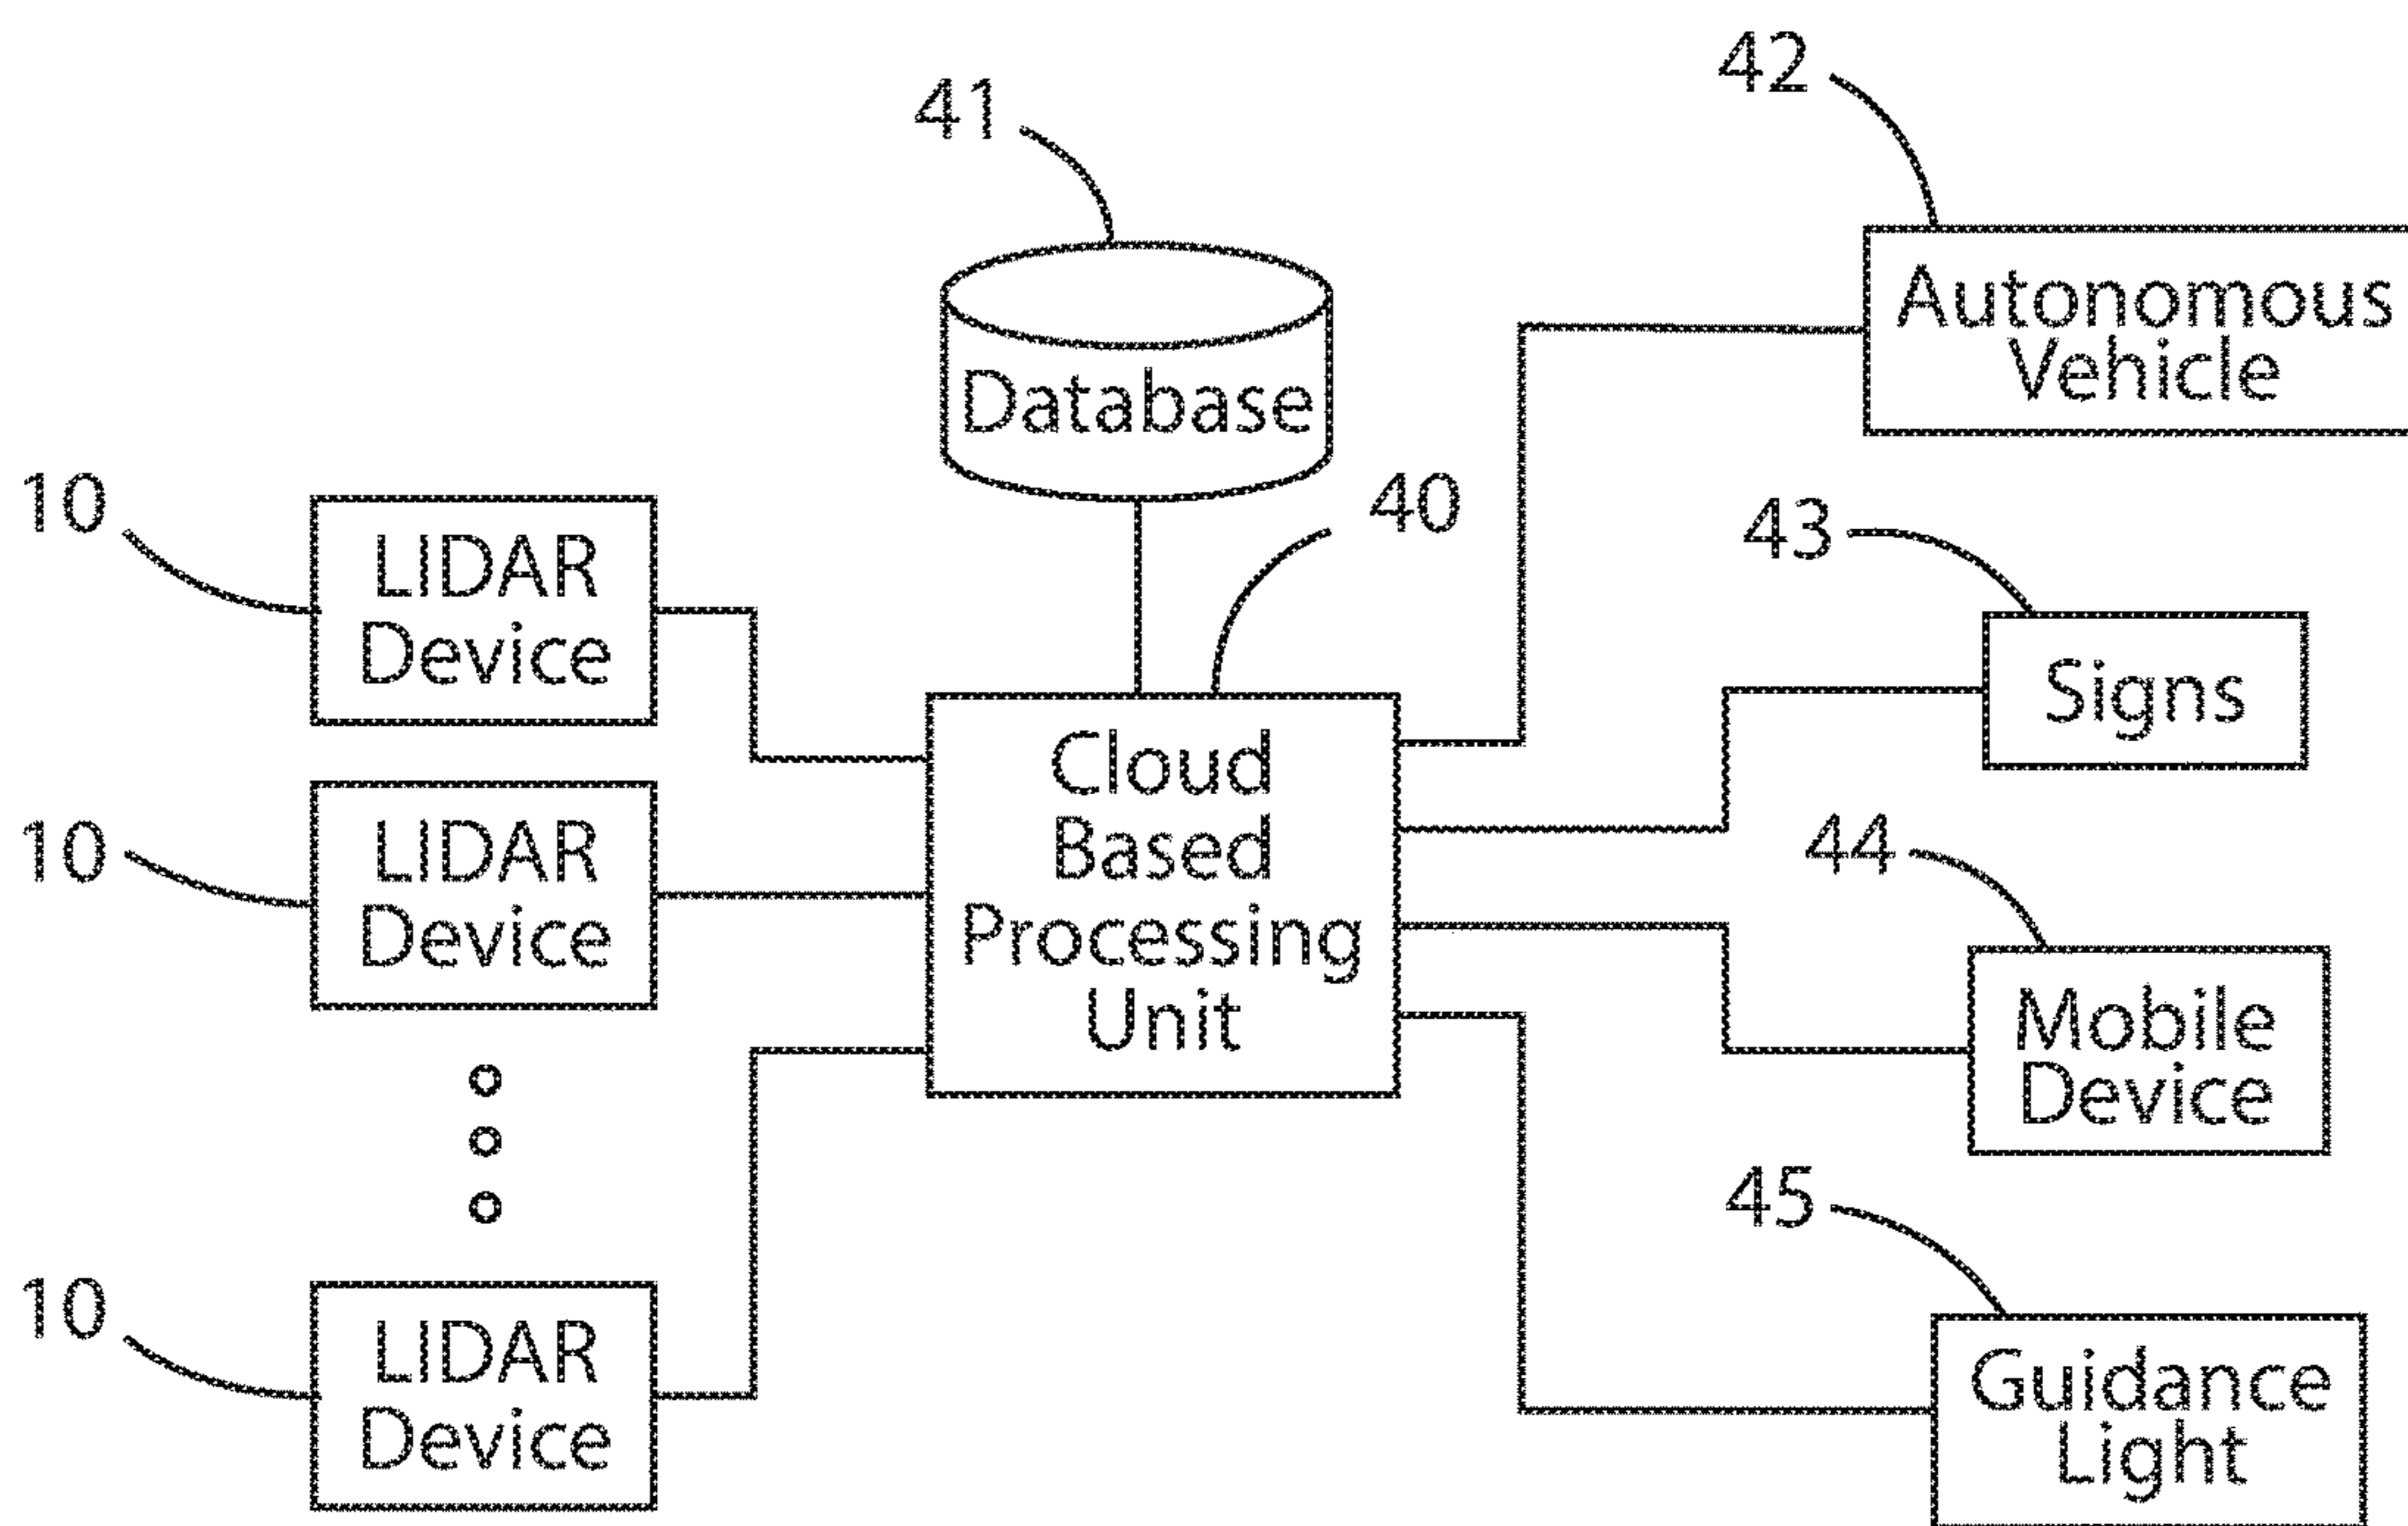 42
41
Autonomous
Vehicle
Database
10
LIDAR
Device
40
43
Signs
Cloud
Based
Processing
Unit
10
LIDAR
Device
44
Mobile
Device
45
10
LIDAR
Device
Guidance
Light